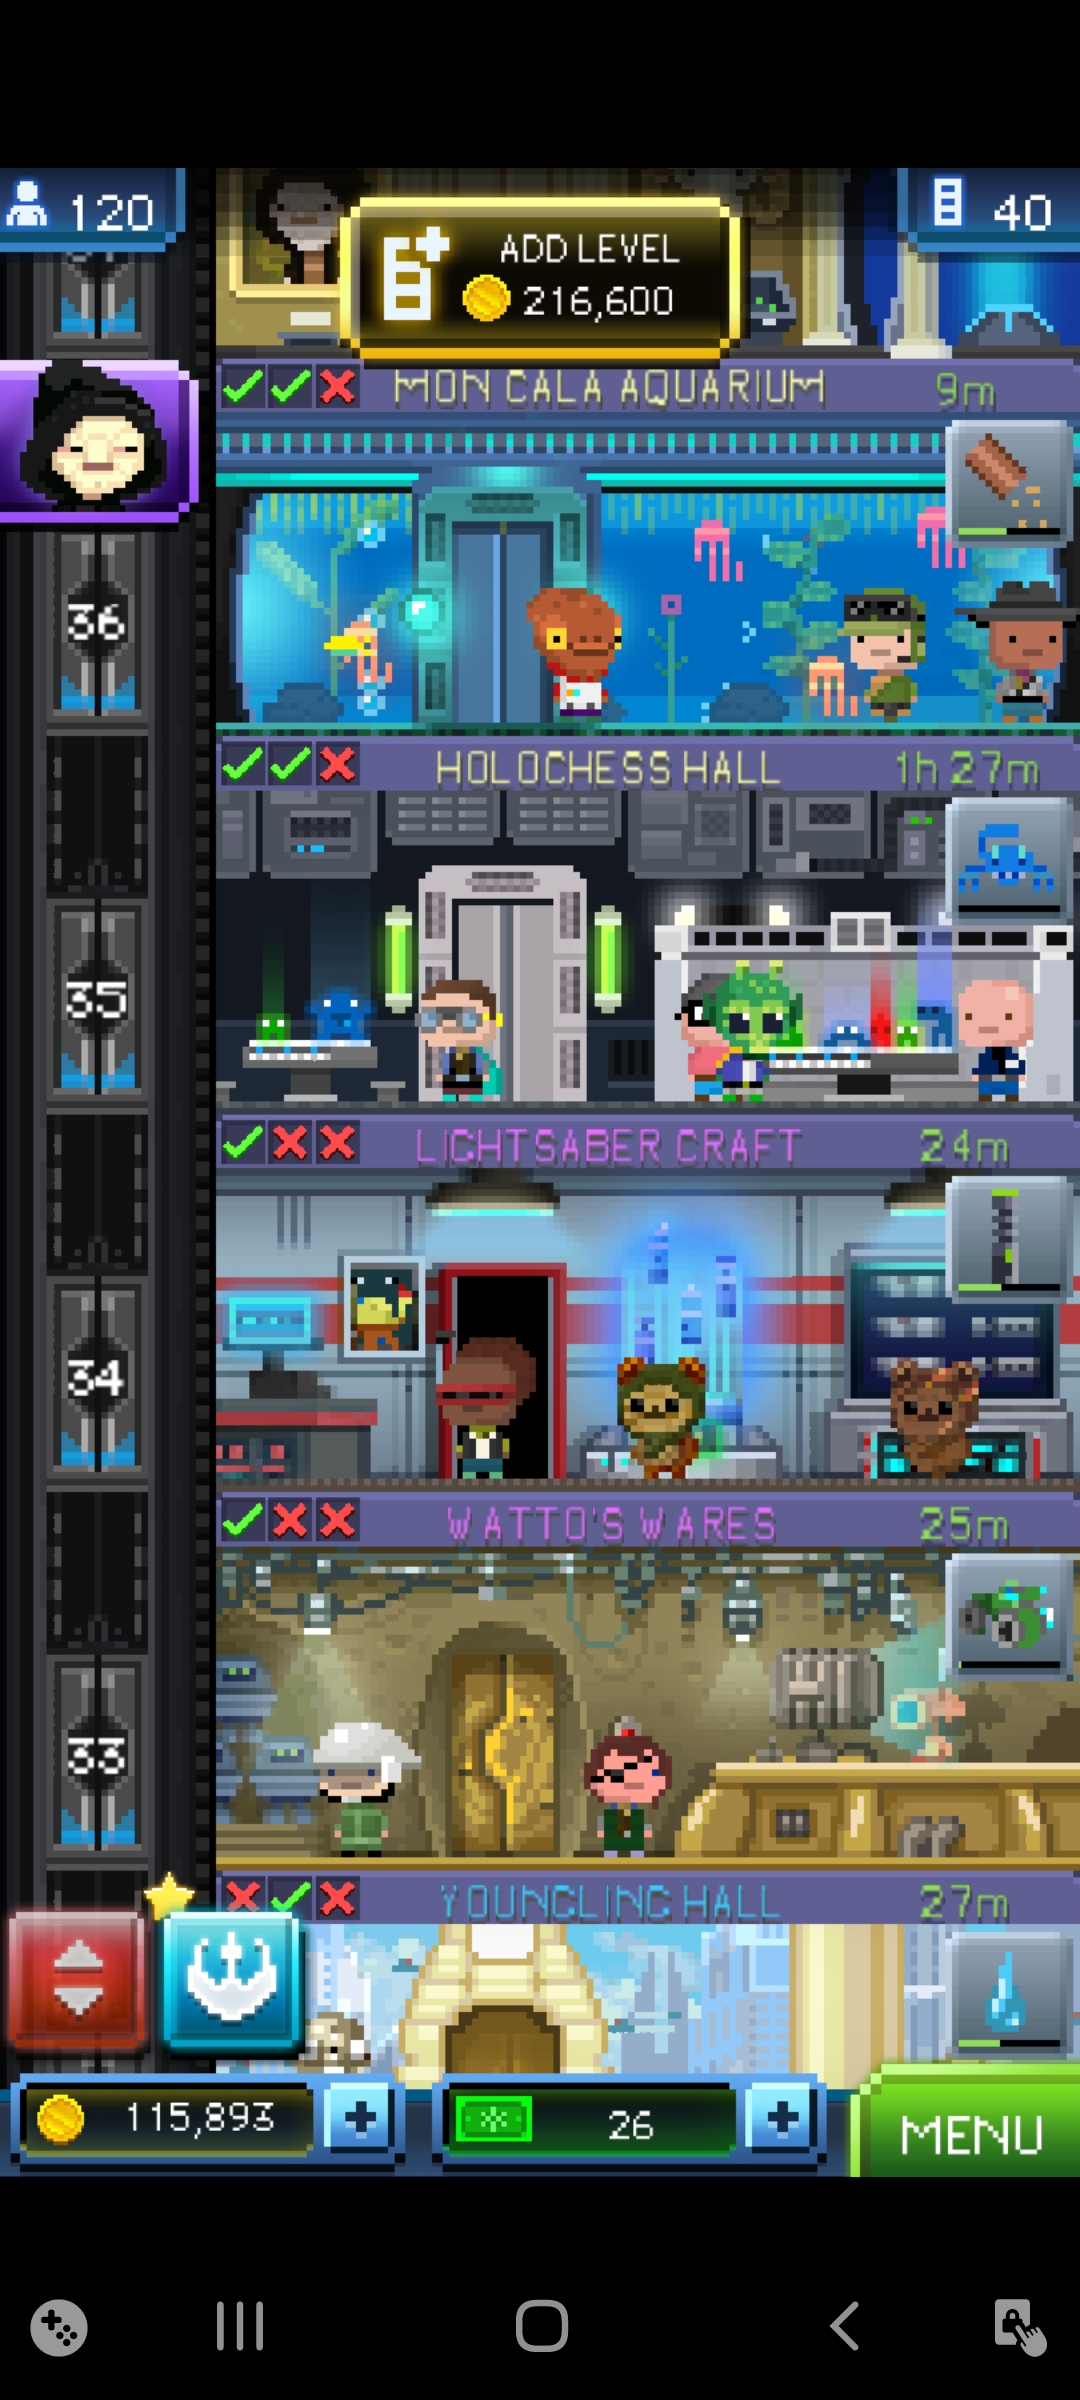 120
40
ADD LEVEL
216,600
MON CALA AQUARIUM 9m
36
HOLOCHESS HALL 1h 27m
35
LIGHTSABER CRAFT 24m
34
WATTO'S WARES 25m
33
YOUNGLING HALL 27m
115,893
26
MENU